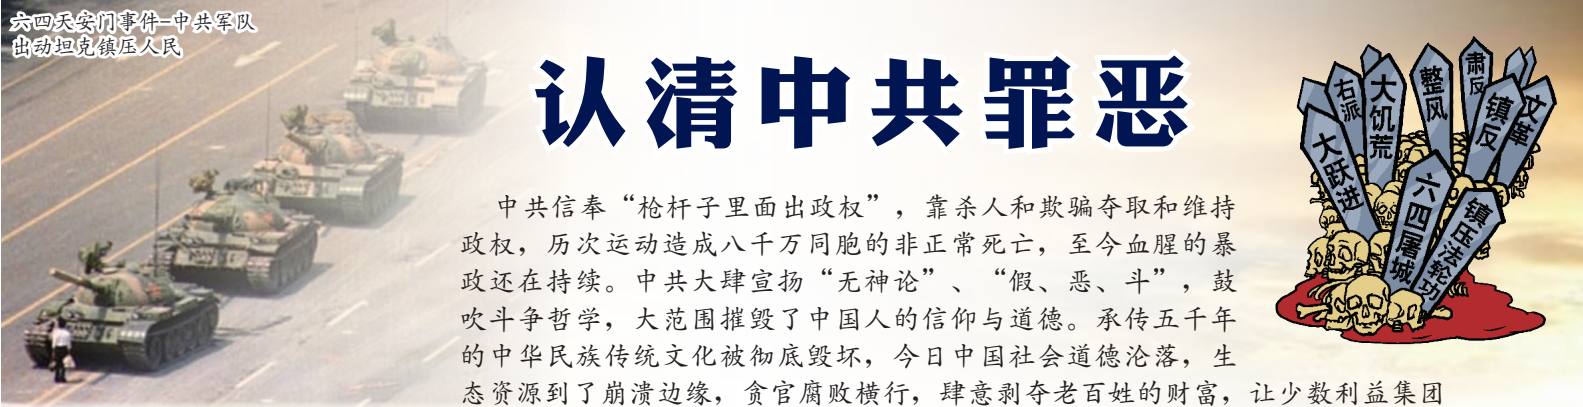 六四天安门事件-中共军队
出动坦克镇压人民
认清中共罪恶
中共信奉“枪杆子里面出政权”，靠杀人和欺骗夺取和维持
政权，历次运动造成八千万同胞的非正常死亡，至今血腥的暴
政还在持续。中共大肆宣扬“无神论”、“假、恶、斗”，鼓
吹斗争哲学，大范围摧毁了中国人的信仰与道德。承传五千年
的中华民族传统文化被彻底毁坏，今日中国社会道德沦落，生
态资源到了崩溃边缘，贪官腐败横行，肆意剥夺老百姓的财富，让少数利益集团
大跃进
右派
大饥荒
整风
肃反
镇反
文革
六四屠城
镇压法轮功